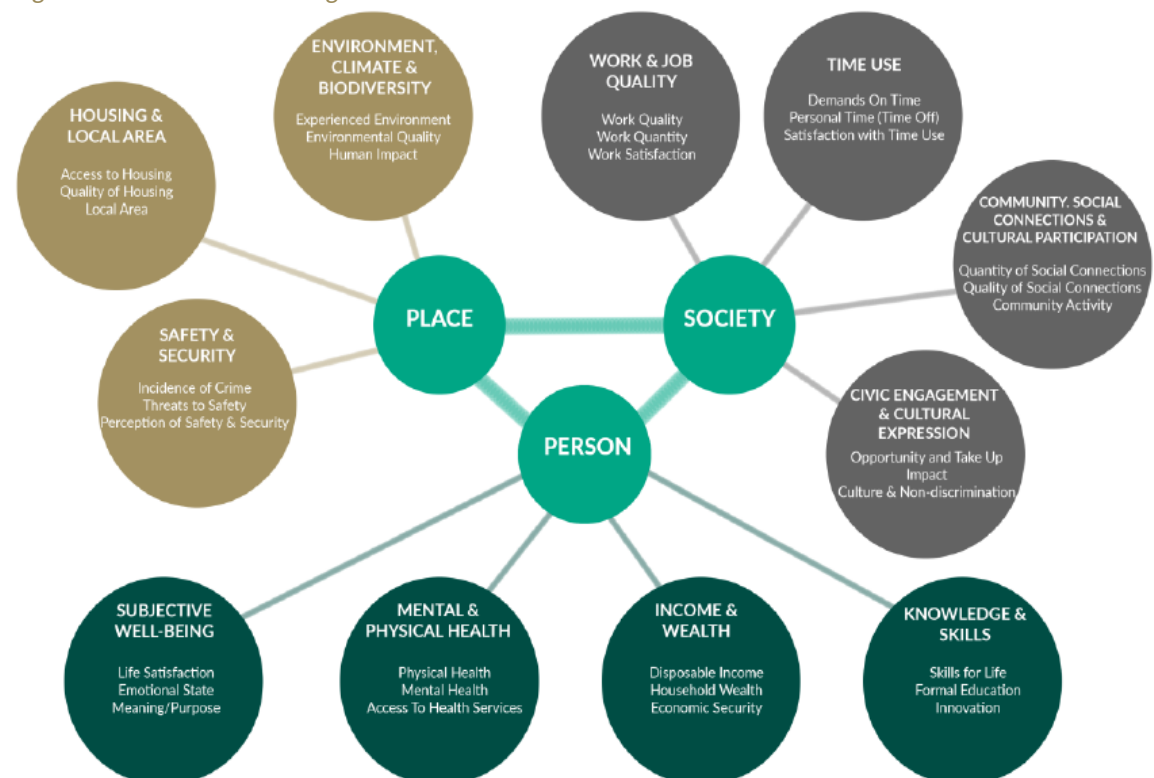 ENVIRONMENT,
CLIMATE &
BIODIVERSITY
Experienced Environment
Environmental Quality
Human Impact
WORK & JOB
QUALITY
Work Quality
Work Quantity
Work Satisfaction
TIME USE
Demands On Time
Personal Time (Time Off)
Satisfaction with Time Use
HOUSING &
LOCAL AREA
Access to Housing
Quality of Housing
Local Area
COMMUNITY. SOCIAL
CONNECTIONS &
CULTURAL PARTICIPATION
Quantity of Social Connections
Quality of Social Connections
Community Activity
PLACE
SOCIETY
SAFETY &
SECURITY
Incidence of Crime
Threats to Safety
Perception of Safety & Security
PERSON
CIVIC ENGAGEMENT
& CULTURAL
EXPRESSION
Opportunity and Take Up
Impact
Culture & Non-discrimination
SUBJECTIVE
WELL-BEING
Life Satisfaction
Emotional State
Meaning/Purpose
MENTAL &
PHYSICAL HEALTH
Physical Health
Mental Health
Access To Health Services
INCOME &
WEALTH
Disposable Income
Household Wealth
Economic Security
KNOWLEDGE &
SKILLS
Skills for Life
Formal Education
Innovation